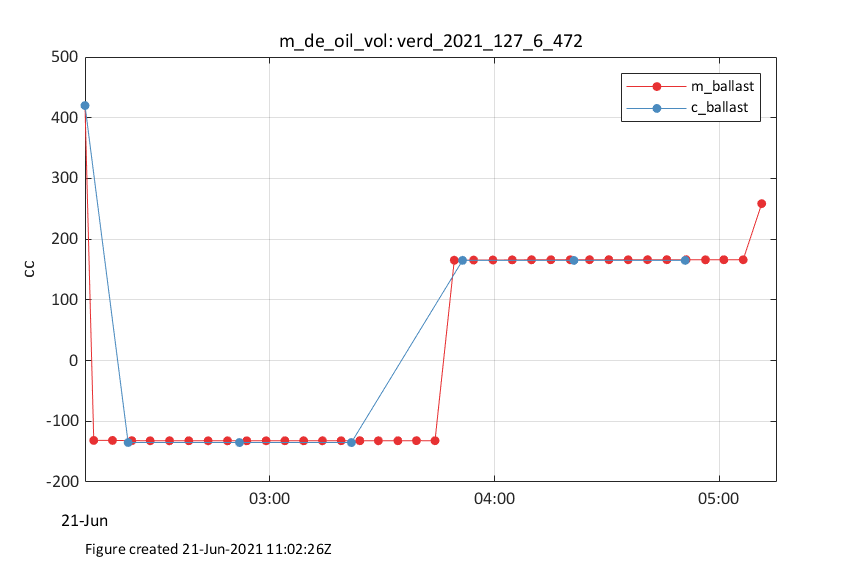 m_de_oil_vol: verd_2021_127_6_472
m_ballast
c_ballast
500
400
300
200
100
0
-100
-200
cc
03:00
04:00
05:00
21-Jun
Figure created 21-Jun-2021 11:02:26Z